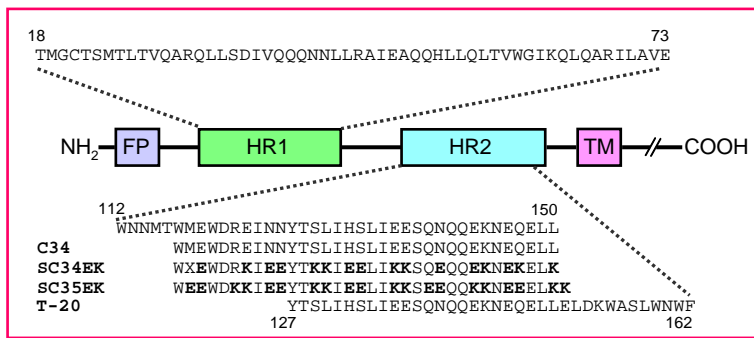 18 73
TMGCTSMTLTVQARQLLSDIVQQQNNLLRAIEAQQHLLQLTVWGIKQLQARILAVE
NH2 FP HR1 HR2 TM COOH
112 150
WNNMTWMEWDREINNYTSLIHSLIEESQNQQEKNEQELL
C34 WMEWDREINNYTSLIHSLIEESQNQQEKNEQELL
SC34EK WXEWDRKIEEYTKKIEELIKKSQEQQEKNEKELK
SC35EK WEEWDKKIEEYTKKIEELIKKSEEQQKKNEEELKK
T-20 YTSLIHSLIEESQNQQEKNEQELLELDKWASLWNWF
127 162